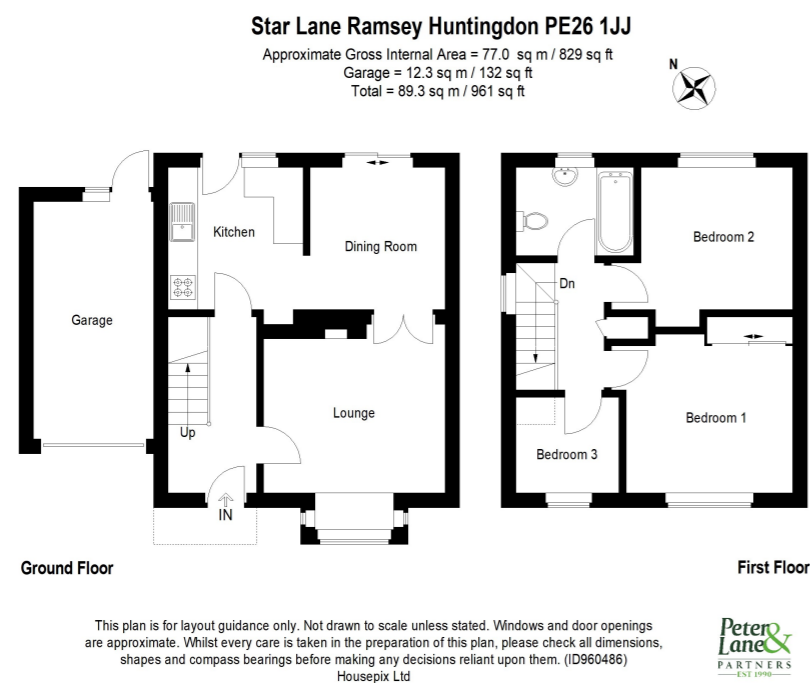 Star Lane Ramsey Huntingdon PE26 1JJ
Approximate Gross Internal Area = 77.0 sq m / 829 sq ft
Garage = 12.3 sq m / 132 sq ft
Total = 89.3 sq m / 961 sq ft
N
Kitchen
Dining Room
Garage
Lounge
Up
IN
Bedroom 2
Dn
Bedroom 1
Bedroom 3
Ground Floor
First Floor
This plan is for layout guidance only. Not drawn to scale unless stated. Windows and door openings
are approximate. Whilst every care is taken in the preparation of this plan, please check all dimensions,
shapes and compass bearings before making any decisions reliant upon them. (ID960486)
Housepix Ltd
Peter&
Lane
PARTNERS
EST 1990